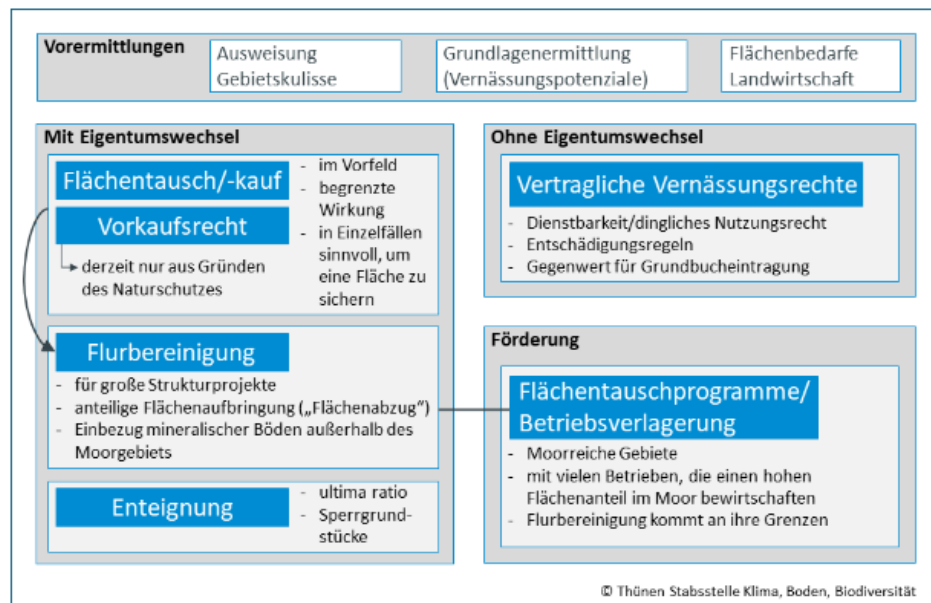 Vorermittlungen
Ausweisung
Gebietskulisse
Grundlagenermittlung
(Vernässungspotenziale)
Flächenbedarfe
Landwirtschaft
Mit Eigentumswechsel
Flächentausch/-kauf
Vorkaufsrecht
derzeit nur aus Gründen
des Naturschutzes
- im Vorfeld
- begrenzte
Wirkung
- in Einzelfällen
sinnvoll, um
eine Fläche zu
sichern
Flurbereinigung
- für große Strukturprojekte
- anteilige Flächenaufbringung („Flächenabzug“)
- Einbezug mineralischer Böden außerhalb des
Moorgebiets
Enteignung
- ultima ratio
- Sperrgrund-
stücke
Ohne Eigentumswechsel
Vertragliche Vernässungsrechte
- Dienstbarkeit/dingliches Nutzungsrecht
- Entschädigungsregeln
- Gegenwert für Grundbucheintragung
Förderung
Flächentauschprogramme/
Betriebsverlagerung
- Moorreiche Gebiete
- mit vielen Betrieben, die einen hohen
Flächenanteil im Moor bewirtschaften
- Flurbereinigung kommt an ihre Grenzen
© Thünen Stabsstelle Klima, Boden, Biodiversität